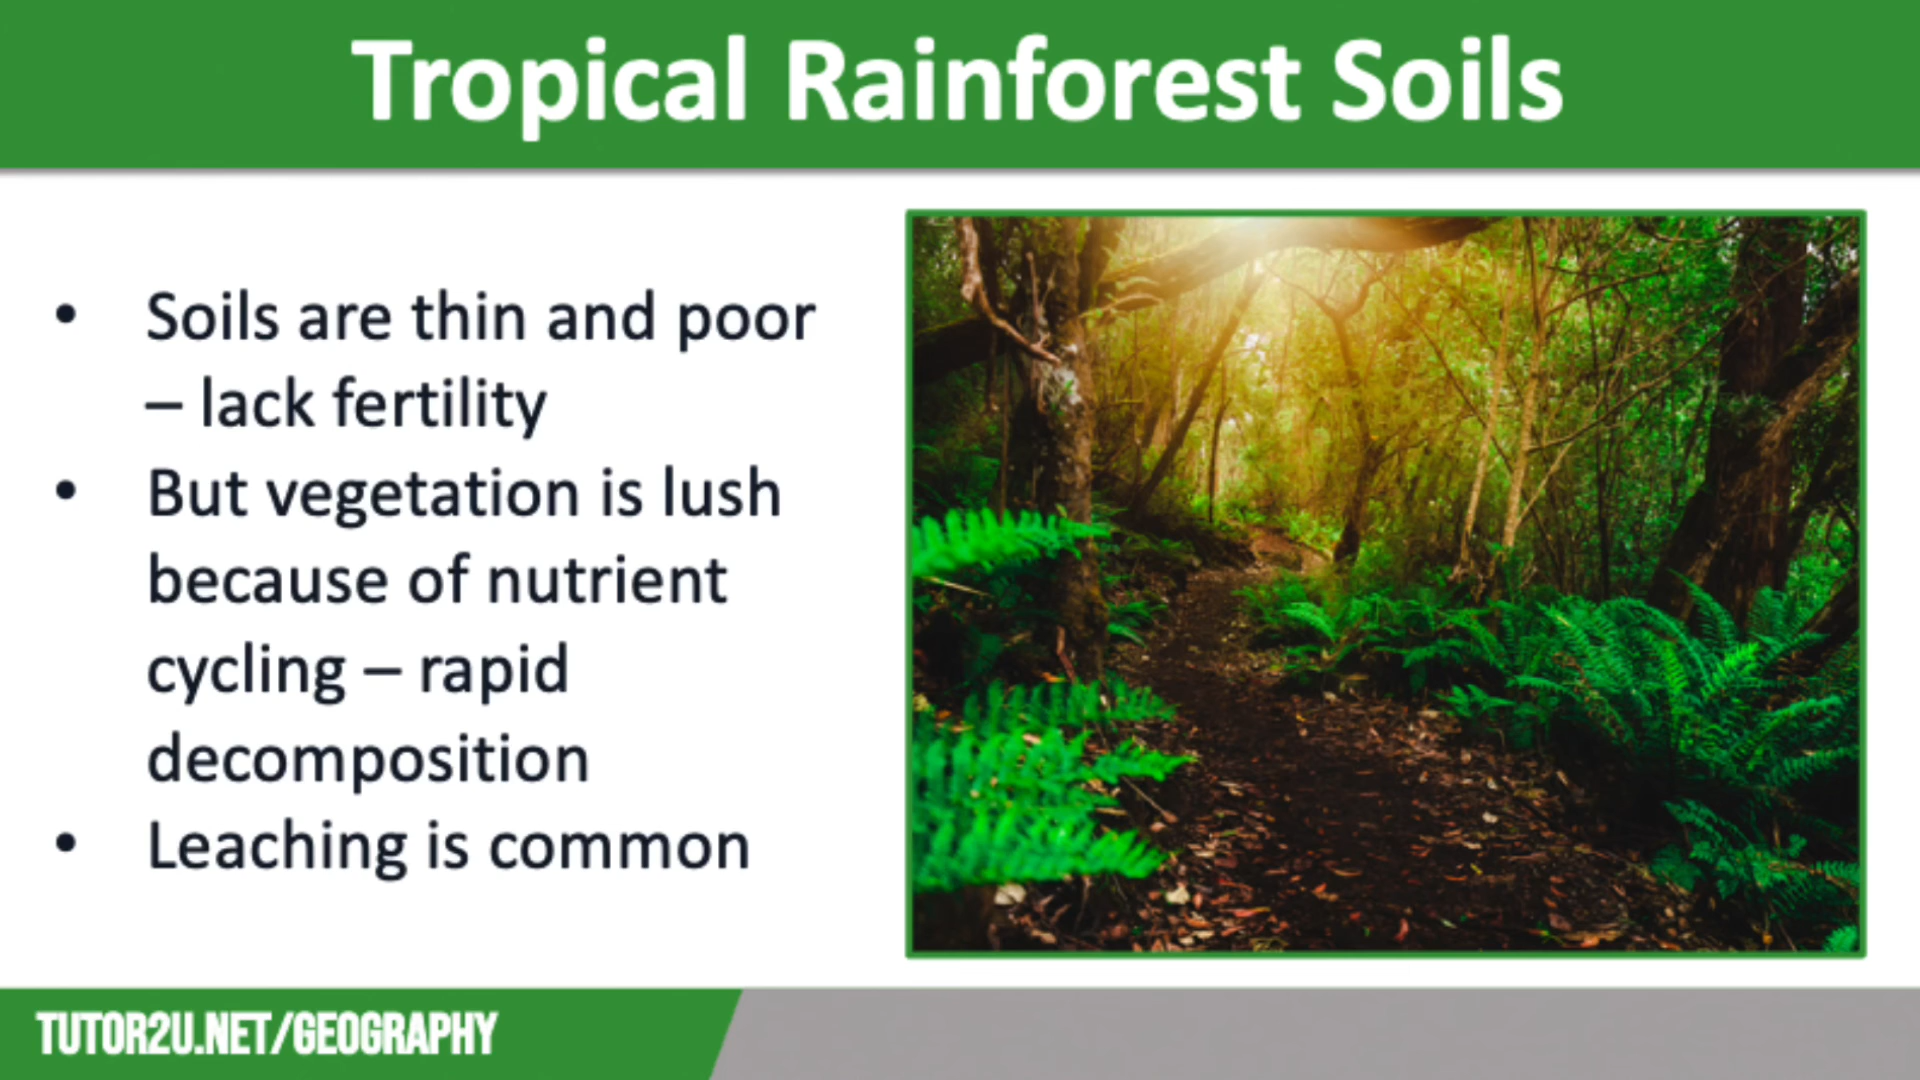 Tropical Rainforest Soils
• Soils are thin and poor
– lack fertility
• But vegetation is lush
because of nutrient
cycling – rapid
decomposition
• Leaching is common
TUTOR2U.NET/GEOGRAPHY